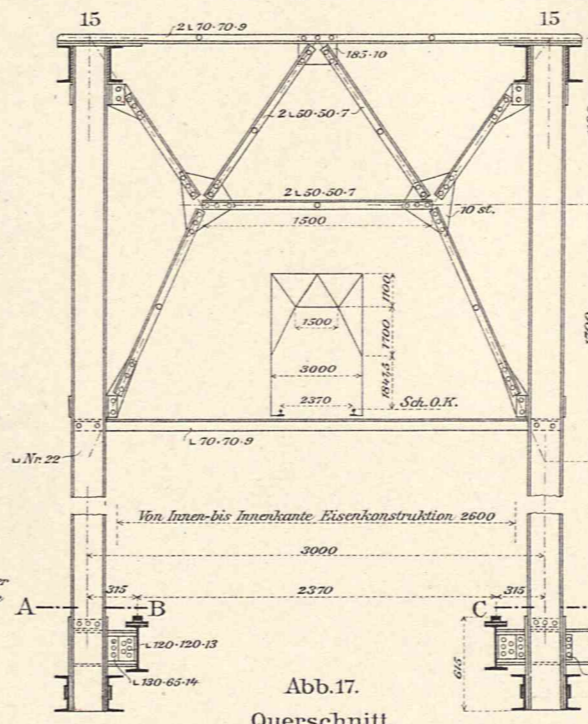 15
15
2∟70·70·9
185·10
2∟50·50·7
2∟50·50·7
1500
10 st.
1500
1100
1700
3000
1847,5
2370
Sch.O.K.
∟70·70·9
Nr.22
Von Innen-bis Innenkante Eisenkonstruktion 2600
3000
315
2370
315
A
B
C
∟120·120·13
∟130·65·14
615
Abb.17.
Querschnitt